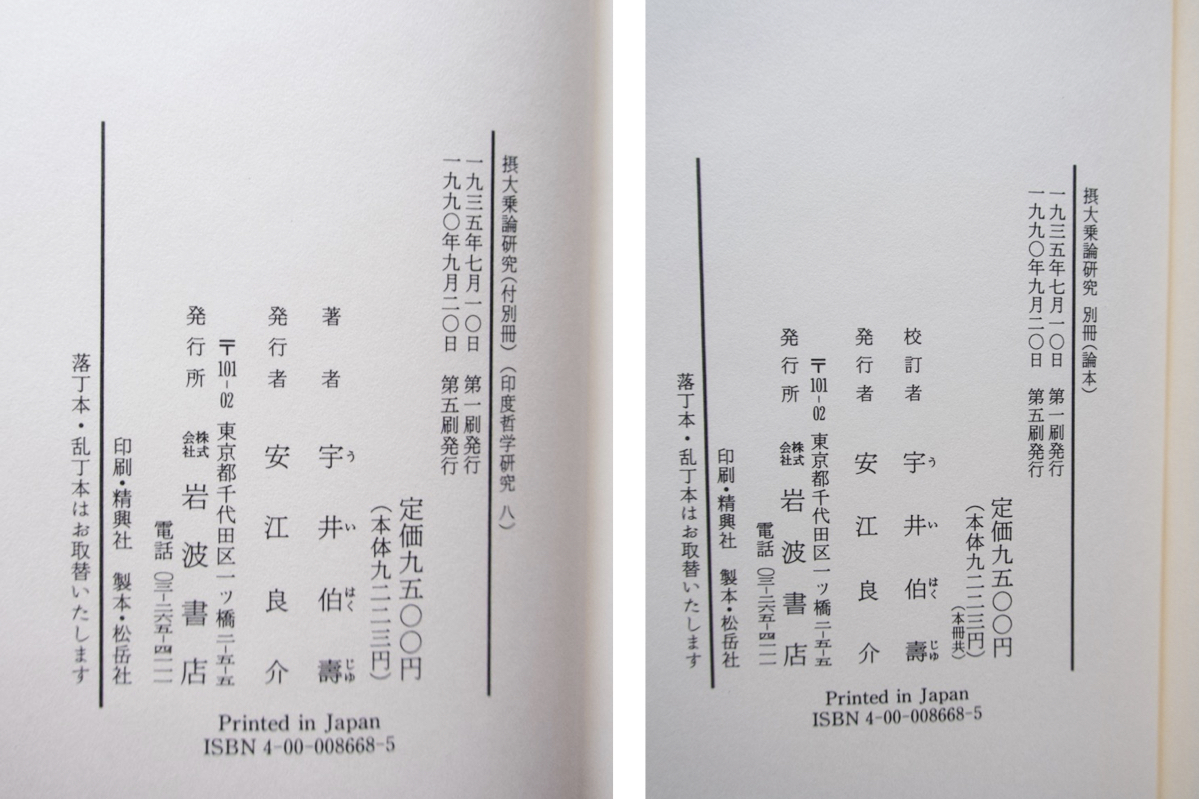 摂大乗論研究(付別冊)(印度哲学研究 八)
一九三五年七月一〇日 第一刷発行
一九九〇年九月二〇日 第五刷発行
定価九五〇〇円
(本体九二二三円)
著者 宇井伯壽
うい はくじゆ
発行者 安江良介
〒101-02 東京都千代田区一ツ橋二-五-五
発行所 株式会社 岩波書店
電話 〇三-二六五-四一一一
印刷・精興社 製本・松岳社
落丁本・乱丁本はお取替いたします
Printed in Japan
ISBN 4-00-008668-5
摂大乗論研究 別冊(論本)
一九三五年七月一〇日 第一刷発行
一九九〇年九月二〇日 第五刷発行
定価九五〇〇円
(本体九二二三円)
(本冊共)
校訂者 宇井伯壽
うい はくじゆ
発行者 安江良介
〒101-02 東京都千代田区一ツ橋二-五-五
発行所 株式会社 岩波書店
電話 〇三-二六五-四一一一
印刷・精興社 製本・松岳社
落丁本・乱丁本はお取替いたします
Printed in Japan
ISBN 4-00-008668-5